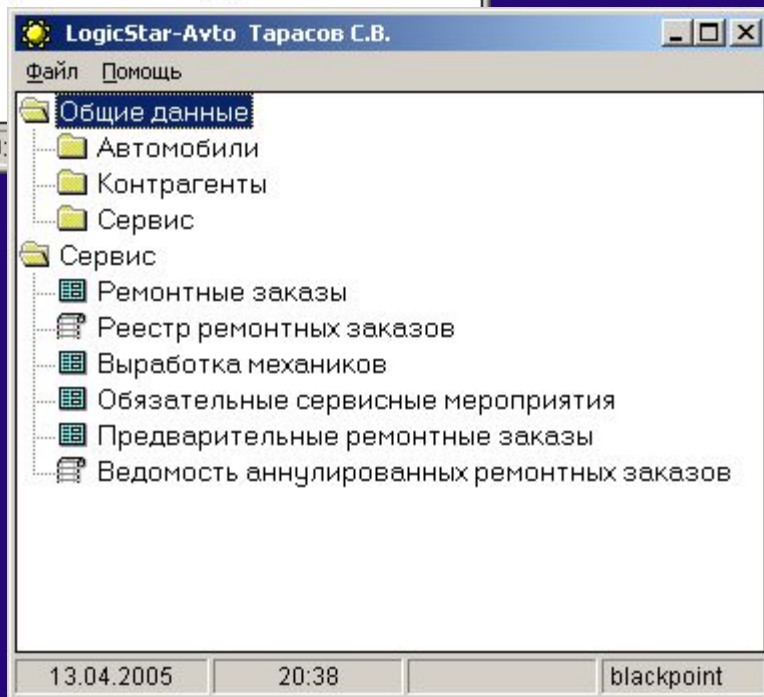 LogicStar-Avto Тарасов С.В.
Файл Помощь
Общие данные
Автомобили
Контрагенты
Сервис
Сервис
Ремонтные заказы
Реестр ремонтных заказов
Выработка механиков
Обязательные сервисные мероприятия
Предварительные ремонтные заказы
Ведомость аннулированных ремонтных заказов
13.04.2005 20:38 blackpoint